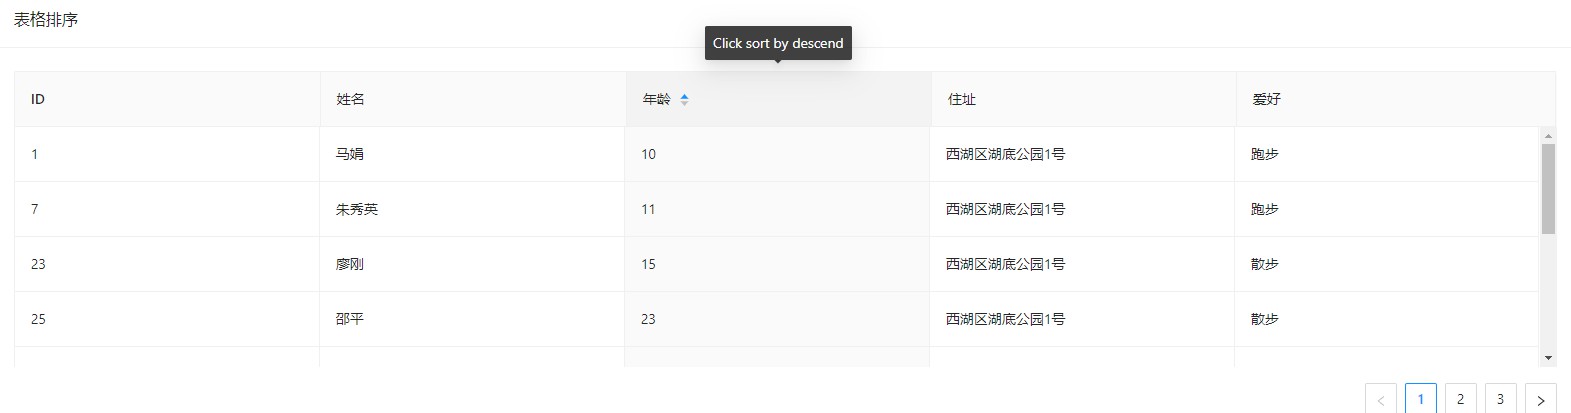 表格排序
Click sort by descend
ID 姓名 年龄 住址 爱好
1 马娟 10 西湖区湖底公园1号 跑步
7 朱秀英 11 西湖区湖底公园1号 跑步
23 廖刚 15 西湖区湖底公园1号 散步
25 邵平 23 西湖区湖底公园1号 散步
< 1 2 3 >